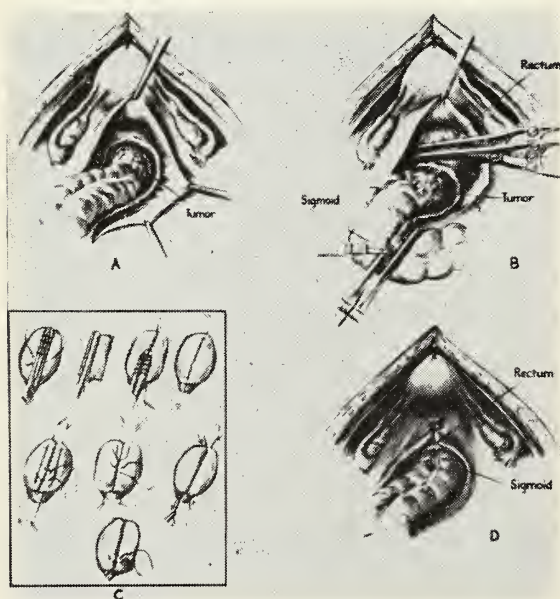 Tumor
A
Rectum
Sigmoid
Tumor
B
C
Rectum
Sigmoid
D